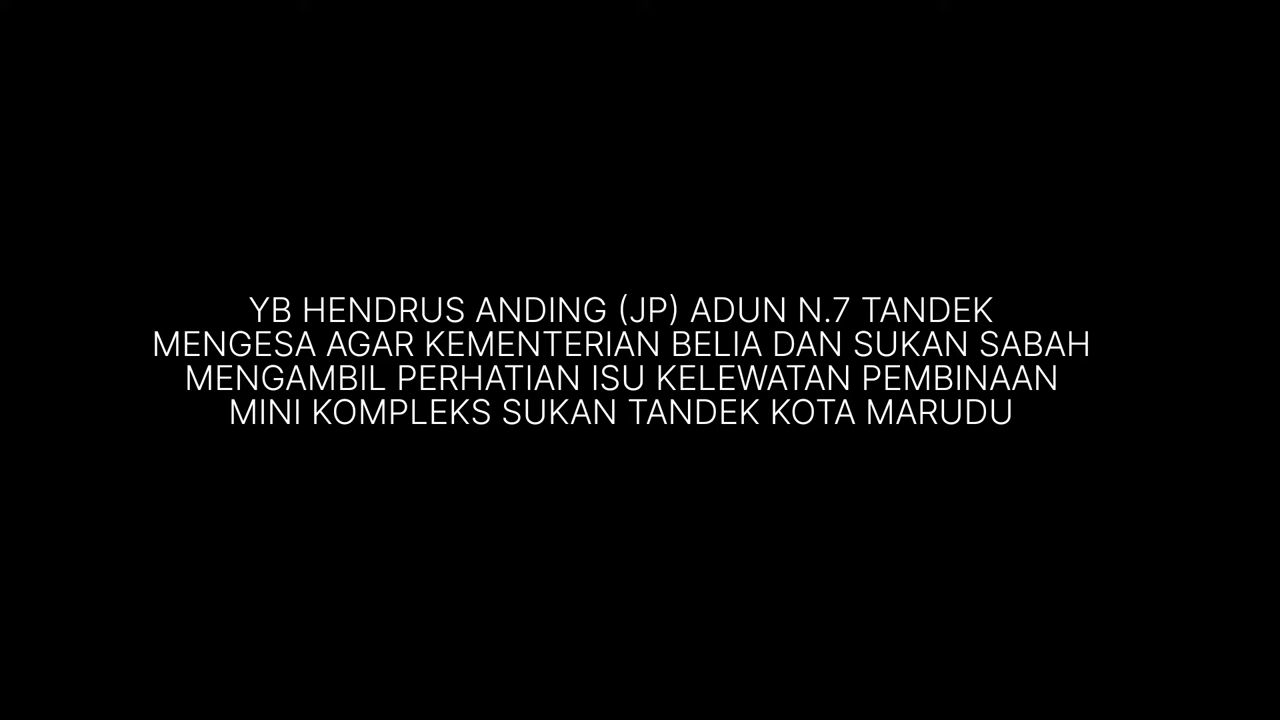 YB HENDRUS ANDING (JP) ADUN N.7 TANDEK
MENGESA AGAR KEMENTERIAN BELIA DAN SUKAN SABAH
MENGAMBIL PERHATIAN ISU KELEWATAN PEMBINAAN
MINI KOMPLEKS SUKAN TANDEK KOTA MARUDU